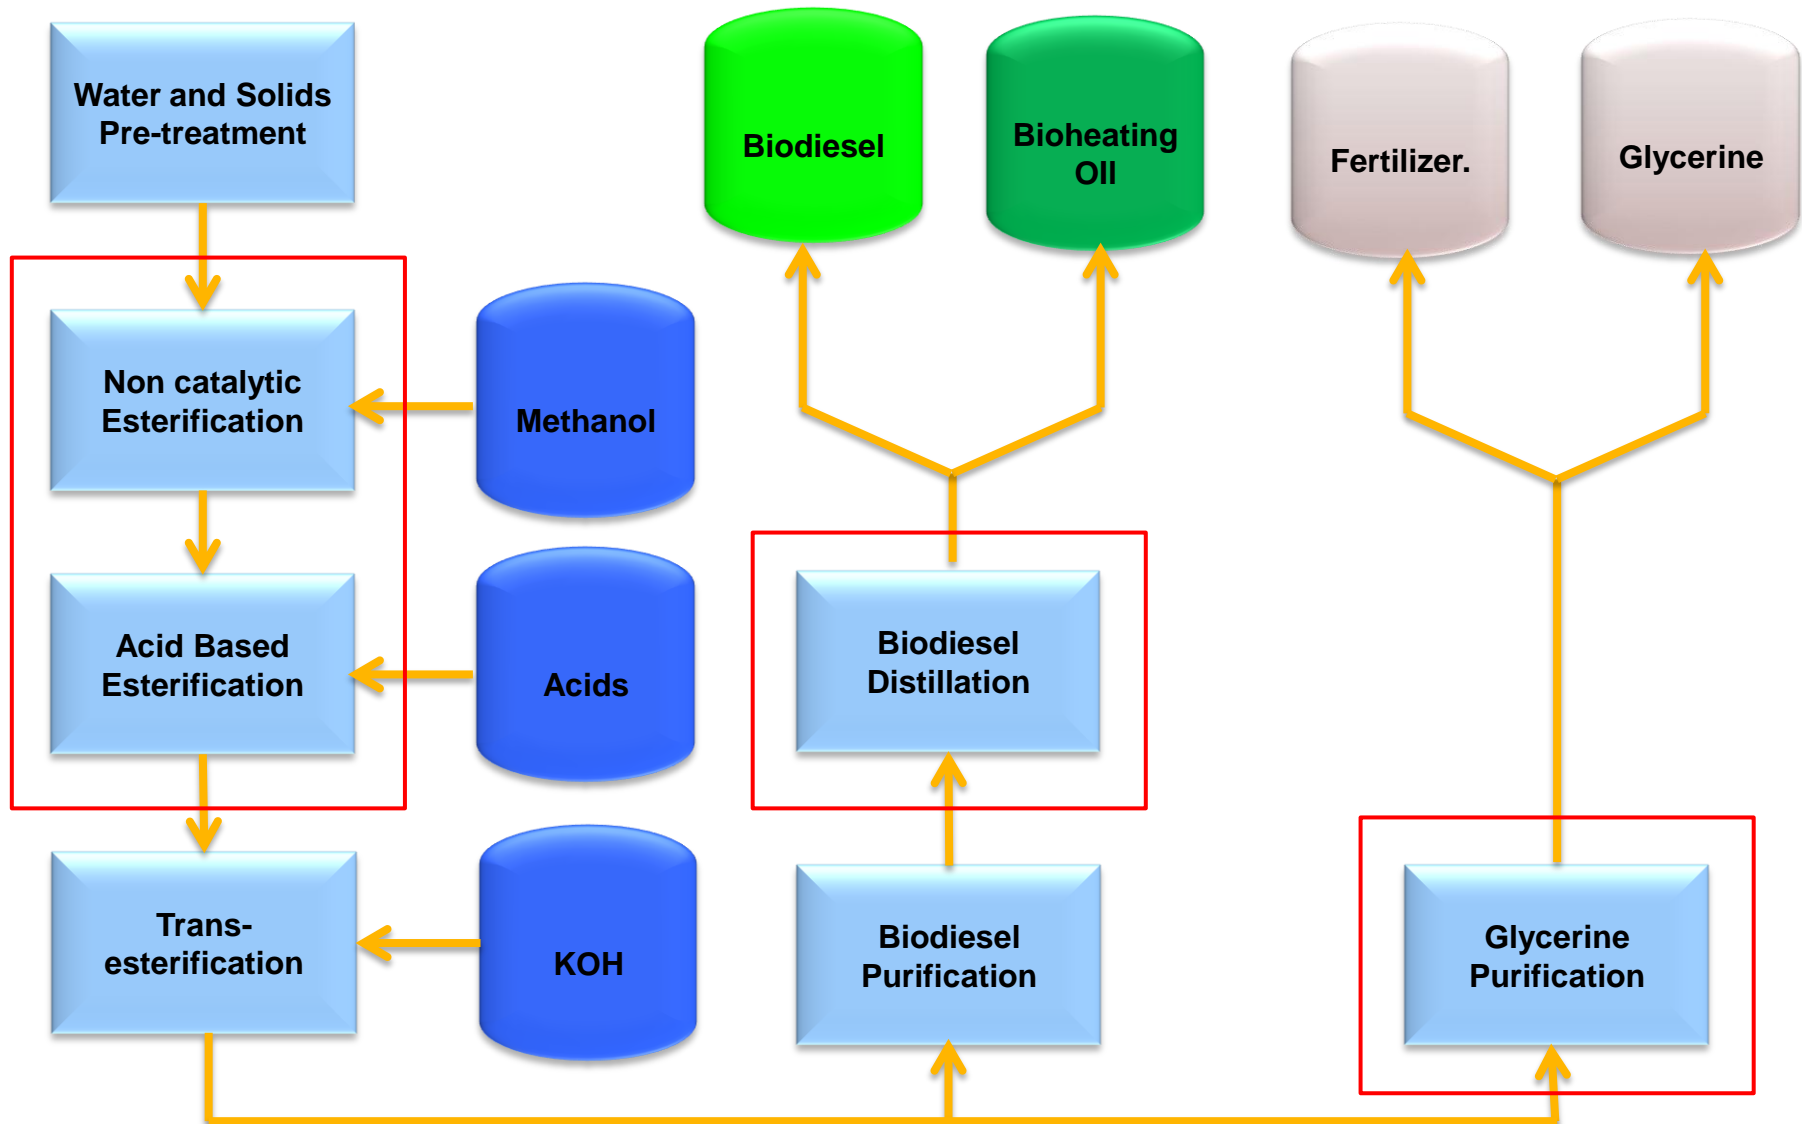 Water and Solids
Pre-treatment
Non catalytic
Esterification
Methanol
Acid Based
Esterification
Acids
Trans-
esterification
KOH
Biodiesel
Bioheating
OIl
Biodiesel
Distillation
Biodiesel
Purification
Fertilizer.
Glycerine
Glycerine
Purification